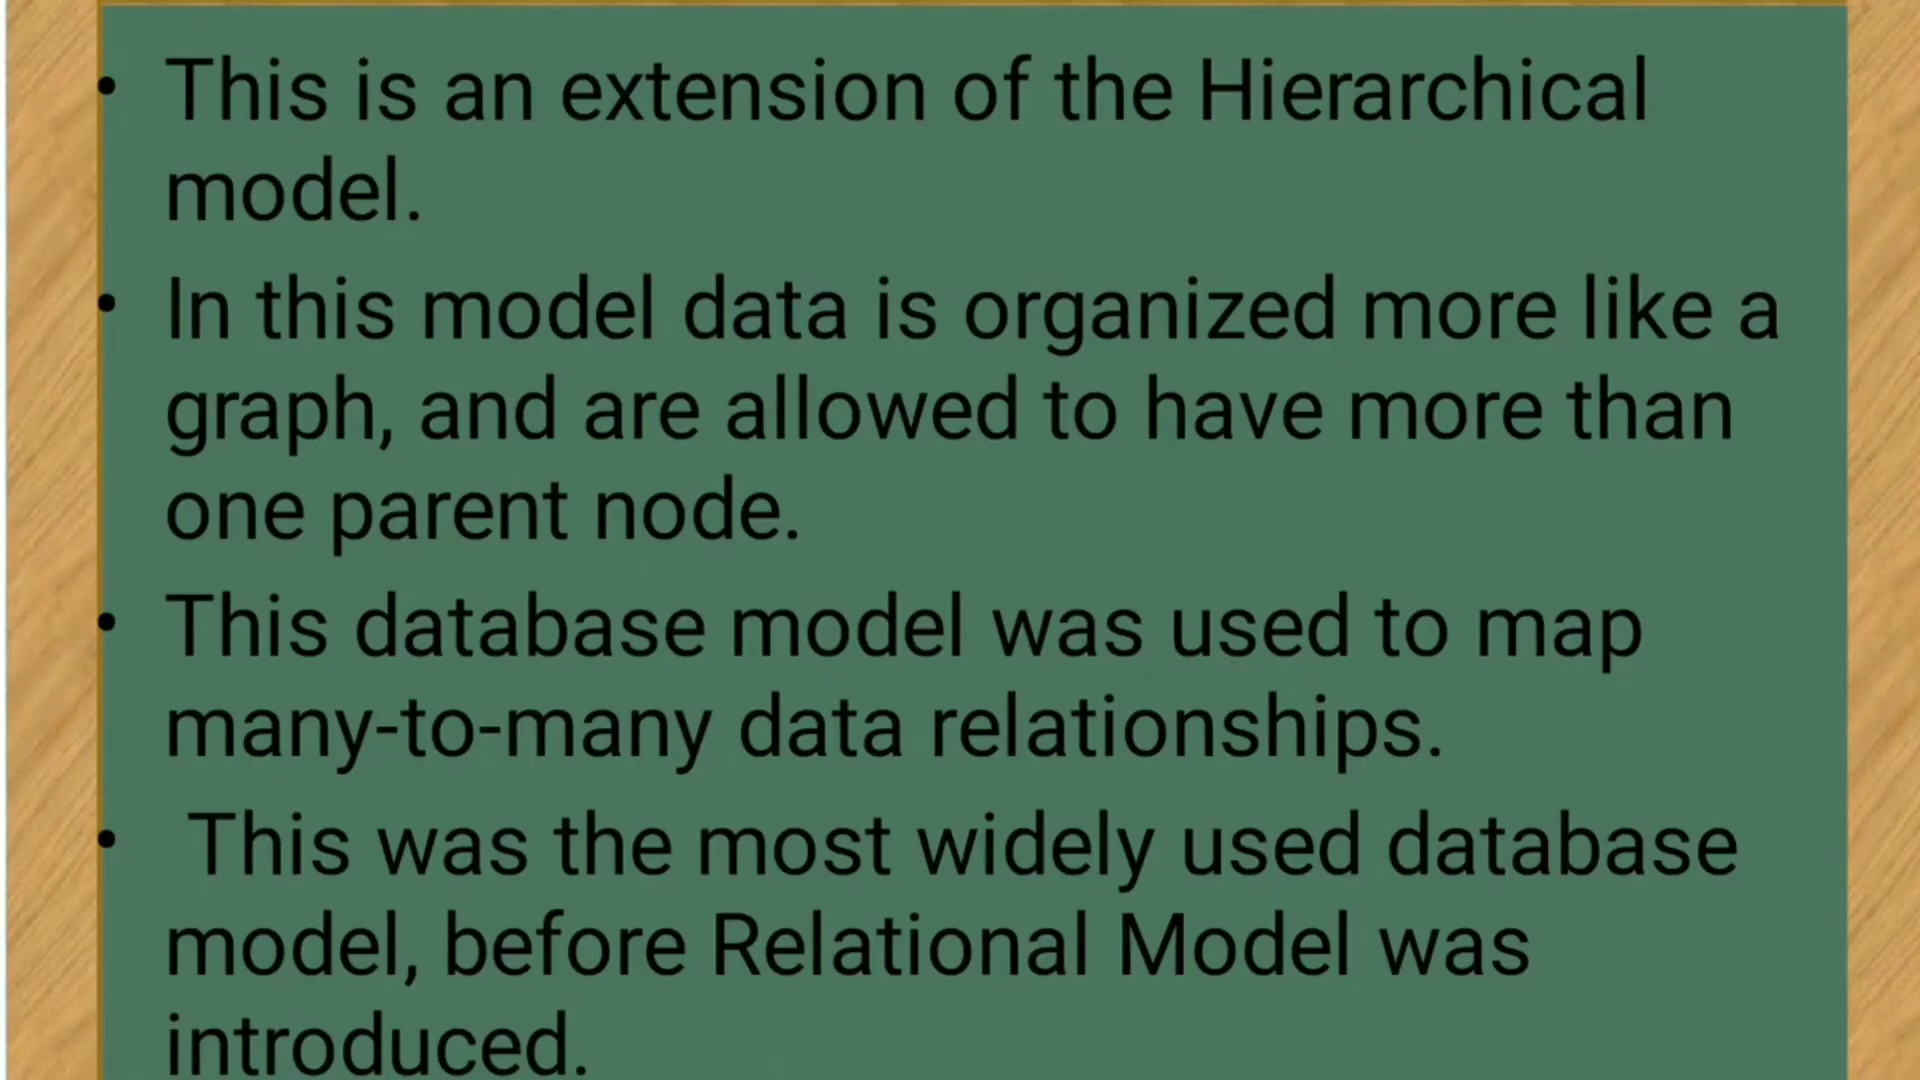 • This is an extension of the Hierarchical
model.
• In this model data is organized more like a
graph, and are allowed to have more than
one parent node.
• This database model was used to map
many-to-many data relationships.
• This was the most widely used database
model, before Relational Model was
introduced.